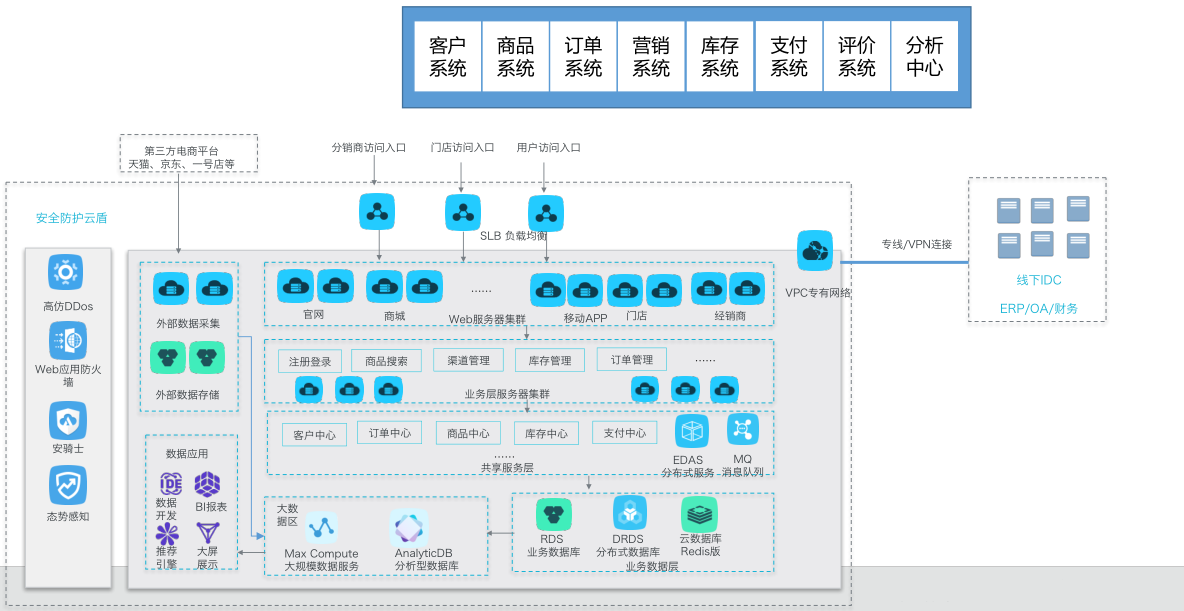 客户
系统
商品
系统
订单
系统
营销
系统
库存
系统
支付
系统
评价
系统
分析
中心
第三方电商平台
天猫、京东、一号店等
分销商访问入口
门店访问入口
用户访问入口
安全防护云盾
SLB 负载均衡
专线/VPN连接
线下IDC
ERP/OA/财务
VPC专有网络
高仿DDos
Web应用防火
墙
安骑士
态势感知
外部数据采集
外部数据存储
官网
商城
......
Web服务器集群
移动APP
门店
经销商
注册登录
商品搜索
渠道管理
库存管理
订单管理
......
业务层服务器集群
客户中心
订单中心
商品中心
库存中心
支付中心
......
共享服务层
EDAS
分布式服务
MQ
消息队列
数据应用
数据
开发
BI报表
推荐
引擎
大屏
展示
大数
据区
Max Compute
大规模数据服务
AnalyticDB
分析型数据库
RDS
业务数据库
DRDS
分布式数据库
云数据库
Redis版
业务数据层